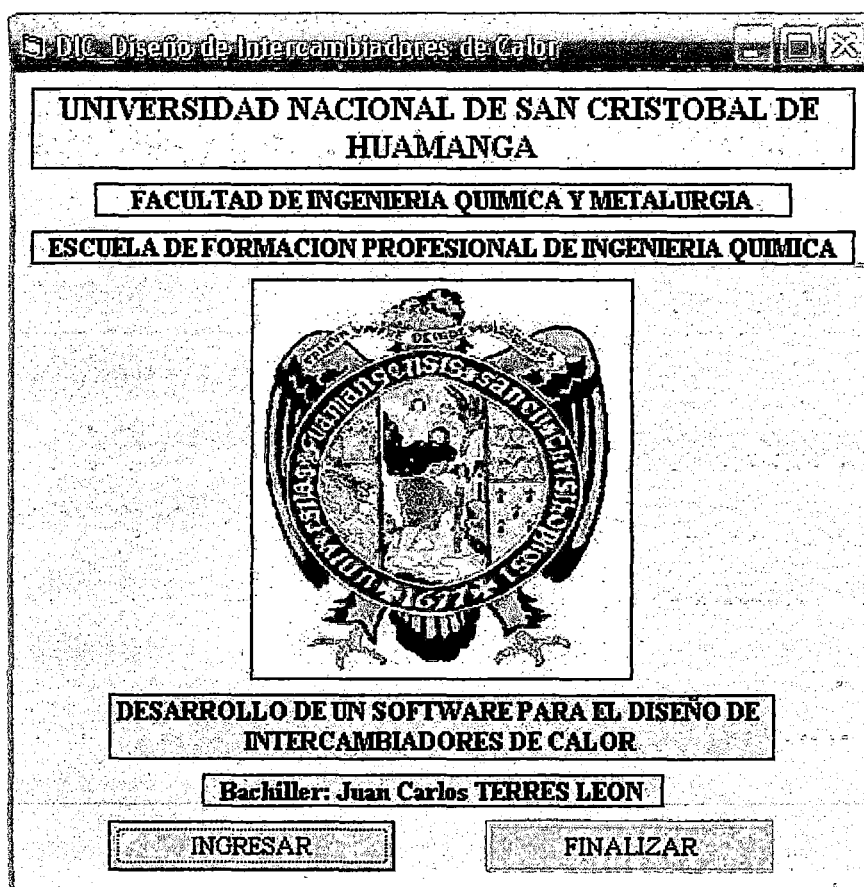 DIC_Diseño de Intercambiadores de Calor
UNIVERSIDAD NACIONAL DE SAN CRISTOBAL DE
HUAMANGA
FACULTAD DE INGENIERIA QUIMICA Y METALURGIA
ESCUELA DE FORMACION PROFESIONAL DE INGENIERIA QUIMICA
1677
DESARROLLO DE UN SOFTWARE PARA EL DISEÑO DE
INTERCAMBIADORES DE CALOR
Bachiller: Juan Carlos TERRES LEON
INGRESAR FINALIZAR